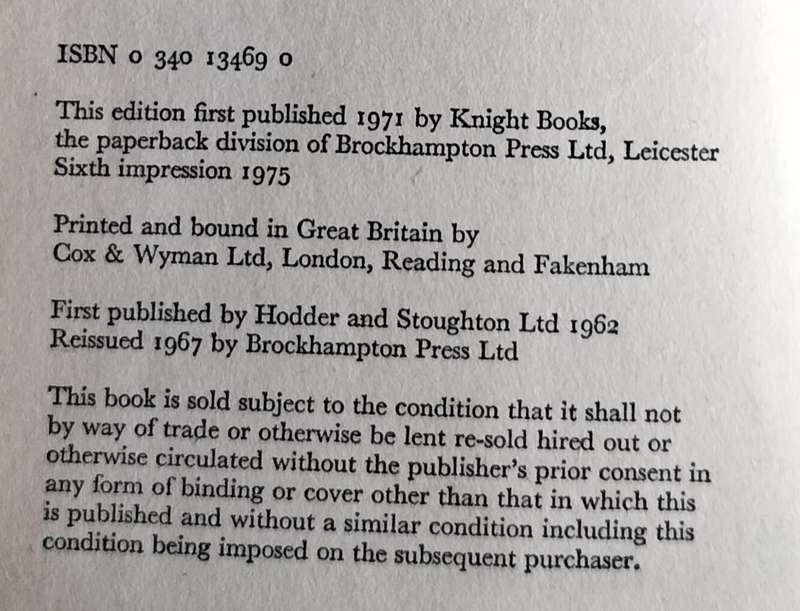 ISBN 0 340 13469 0
This edition first published 1971 by Knight Books,
the paperback division of Brockhampton Press Ltd, Leicester
Sixth impression 1975
Printed and bound in Great Britain by
Cox & Wyman Ltd, London, Reading and Fakenham
First published by Hodder and Stoughton Ltd 1962
Reissued 1967 by Brockhampton Press Ltd
This book is sold subject to the condition that it shall not
by way of trade or otherwise be lent re-sold hired out or
otherwise circulated without the publisher's prior consent in
any form of binding or cover other than that in which this
is published and without a similar condition including this
condition being imposed on the subsequent purchaser.